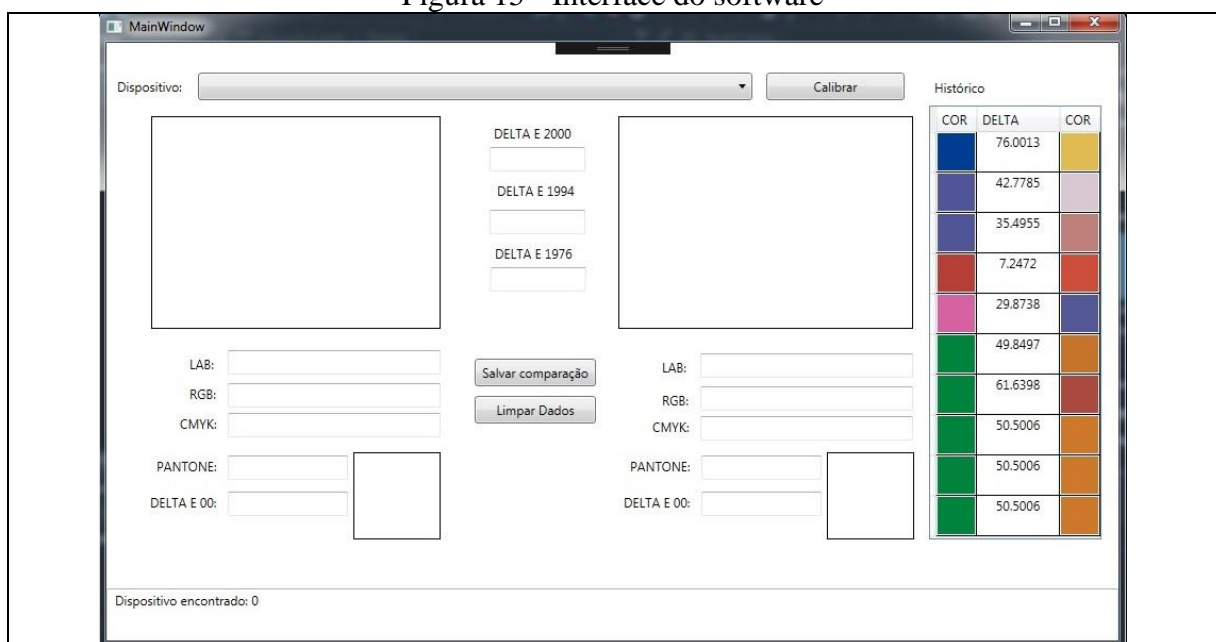 Figura 15 - Interface do software
MainWindow
Dispositivo:
Calibrar
Histórico
COR DELTA COR
76.0013
42.7785
35.4955
7.2472
29.8738
49.8497
61.6398
50.5006
50.5006
50.5006
DELTA E 2000
DELTA E 1994
DELTA E 1976
LAB:
RGB:
CMYK:
PANTONE:
DELTA E 00:
Salvar comparação
Limpar Dados
LAB:
RGB:
CMYK:
PANTONE:
DELTA E 00:
Dispositivo encontrado: 0